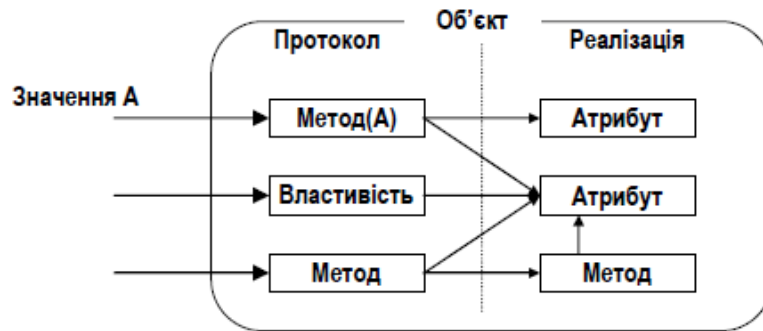 Об’єкт
Протокол
Реалізація
Значення А
Метод(А)
Атрибут
Властивість
Атрибут
Метод
Метод